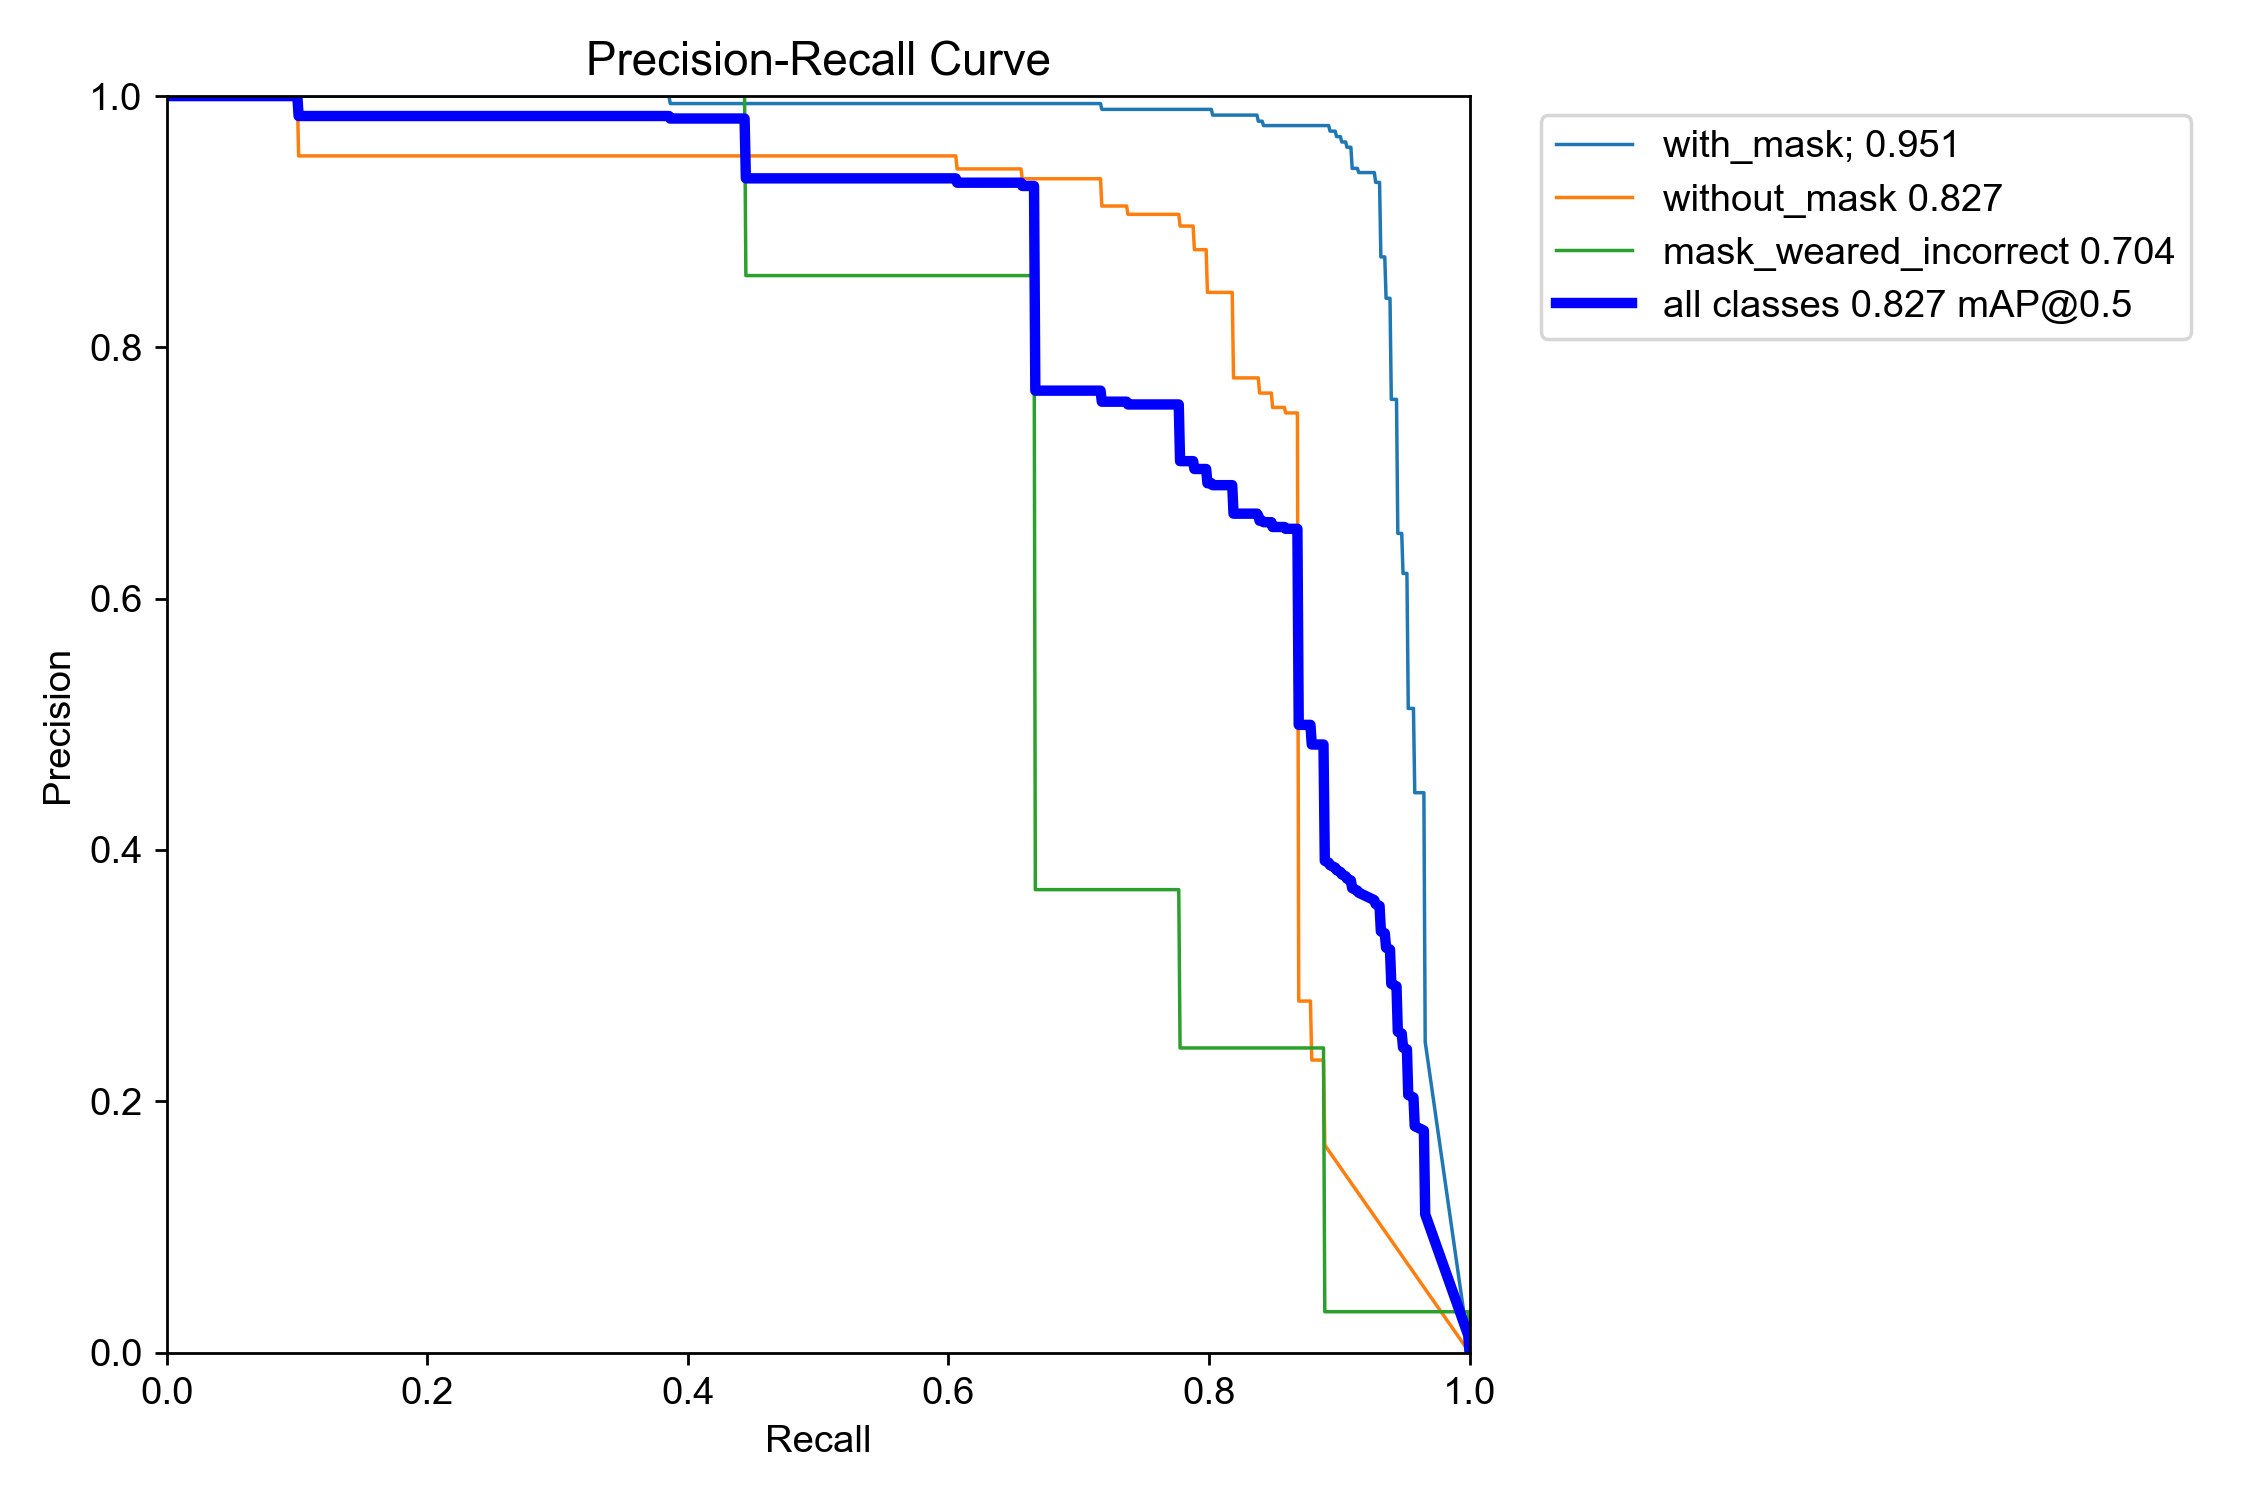 Precision-Recall Curve
1.0
0.8
0.6
0.4
0.2
0.0
Precision
0.0 0.2 0.4 0.6 0.8 1.0
Recall
with_mask; 0.951
without_mask 0.827
mask_weared_incorrect 0.704
all classes 0.827 mAP@0.5